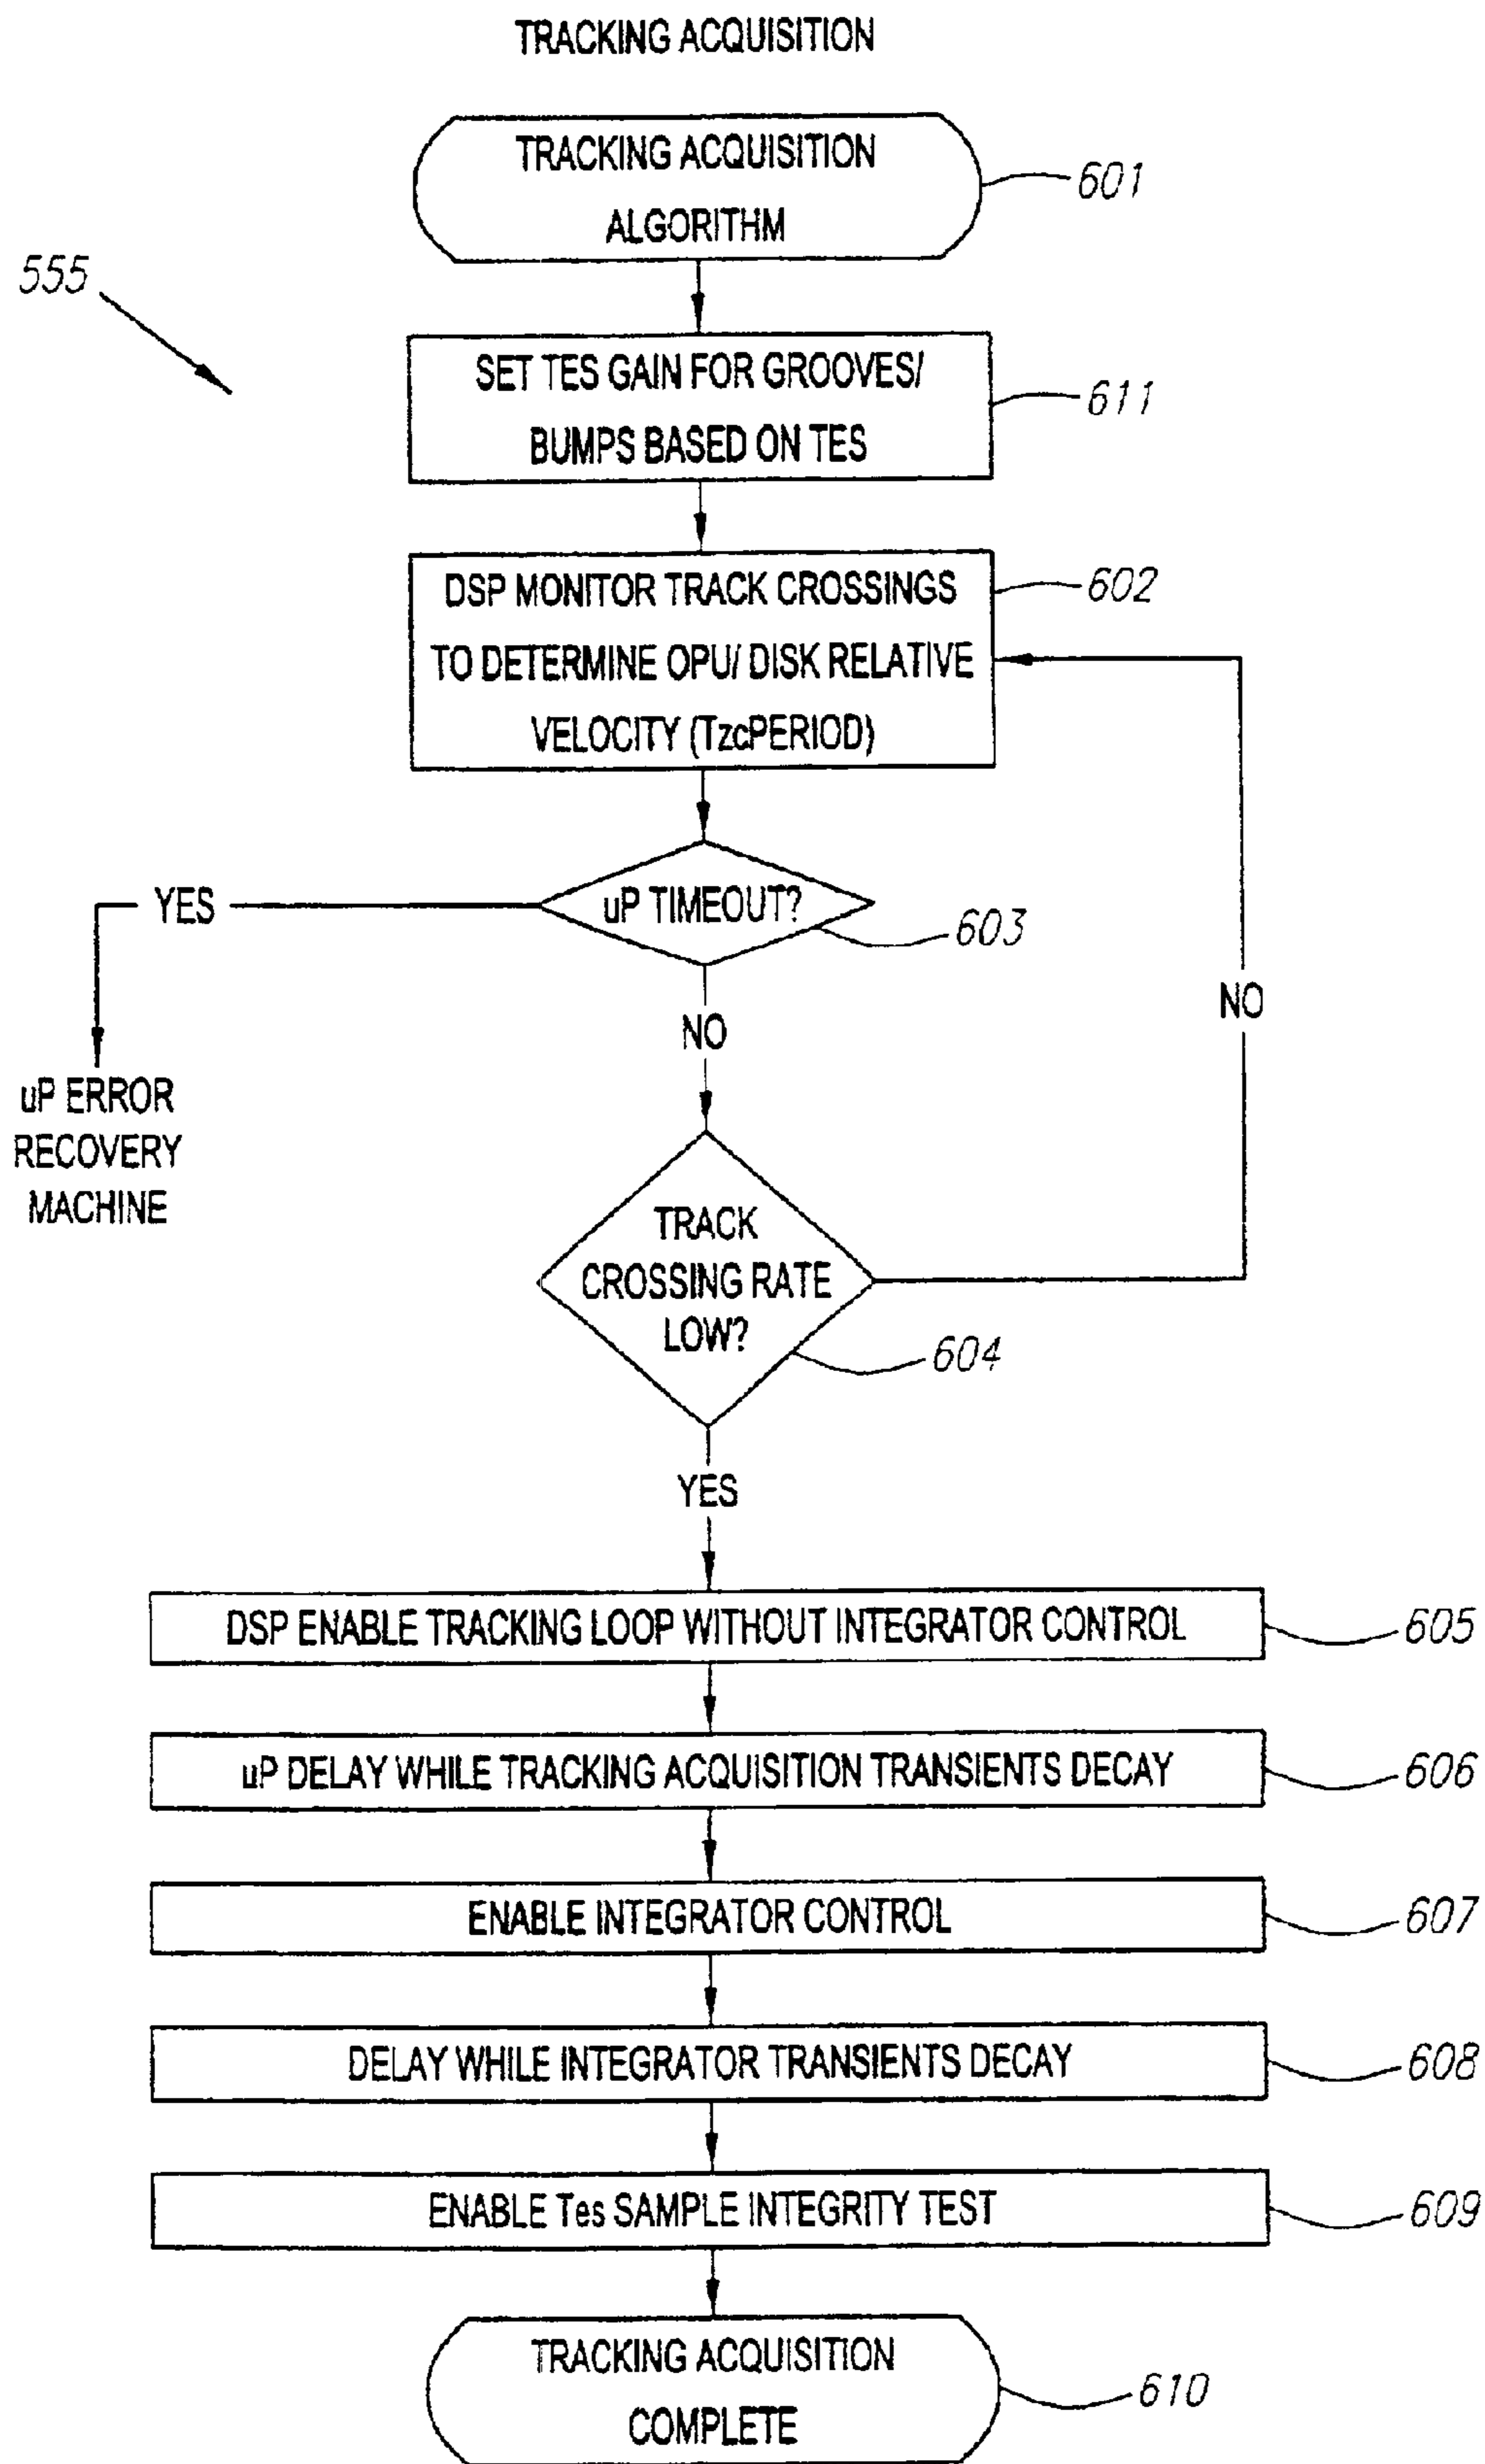 TRACKING ACQUISITION
TRACKING ACQUISITION
ALGORITHM
601
555
SET TES GAIN FOR GROOVES/
BUMPS BASED ON TES
611
DSP MONITOR TRACK CROSSINGS
TO DETERMINE OPU/ DISK RELATIVE
VELOCITY (TzcPERIOD)
602
YES
uP TIMEOUT?
603
NO
NO
uP ERROR
RECOVERY
MACHINE
TRACK
CROSSING RATE
LOW?
604
YES
DSP ENABLE TRACKING LOOP WITHOUT INTEGRATOR CONTROL
605
uP DELAY WHILE TRACKING ACQUISITION TRANSIENTS DECAY
606
ENABLE INTEGRATOR CONTROL
607
DELAY WHILE INTEGRATOR TRANSIENTS DECAY
608
ENABLE Tes SAMPLE INTEGRITY TEST
609
TRACKING ACQUISITION
COMPLETE
610